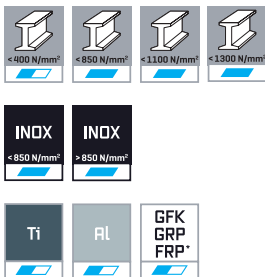 <400 N/mm²
<850 N/mm²
<1100 N/mm²
<1300 N/mm²
INOX
<850 N/mm²
INOX
>850 N/mm²
Ti
Al
GFK
GRP
FRP*